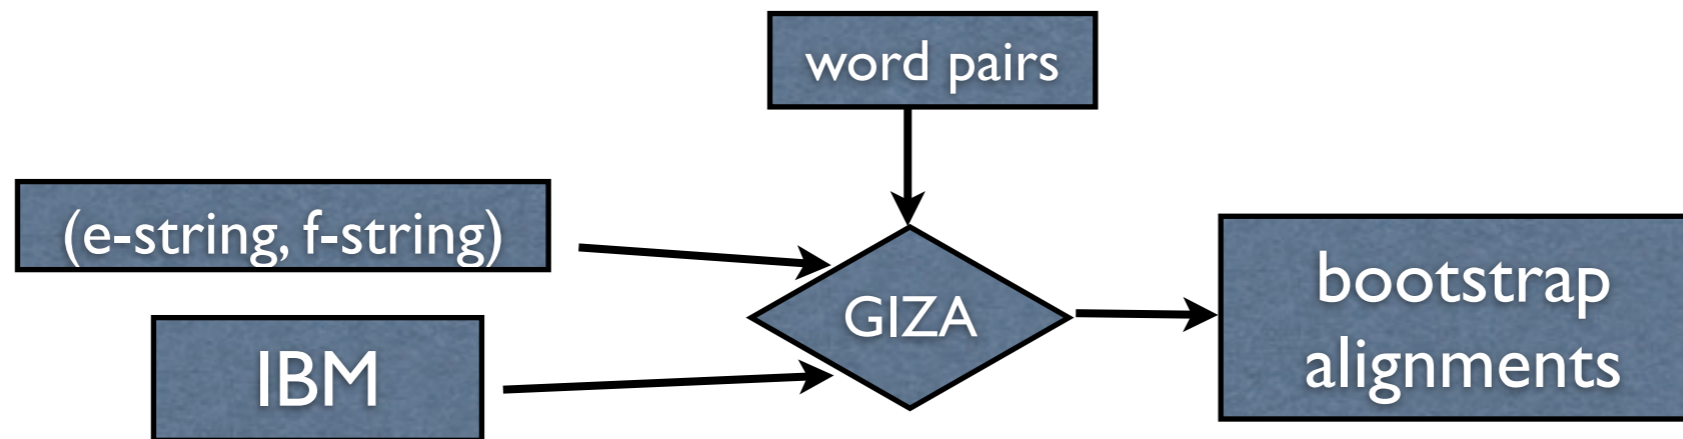 word pairs
(e-string, f-string)
IBM
GIZA
bootstrap
alignments